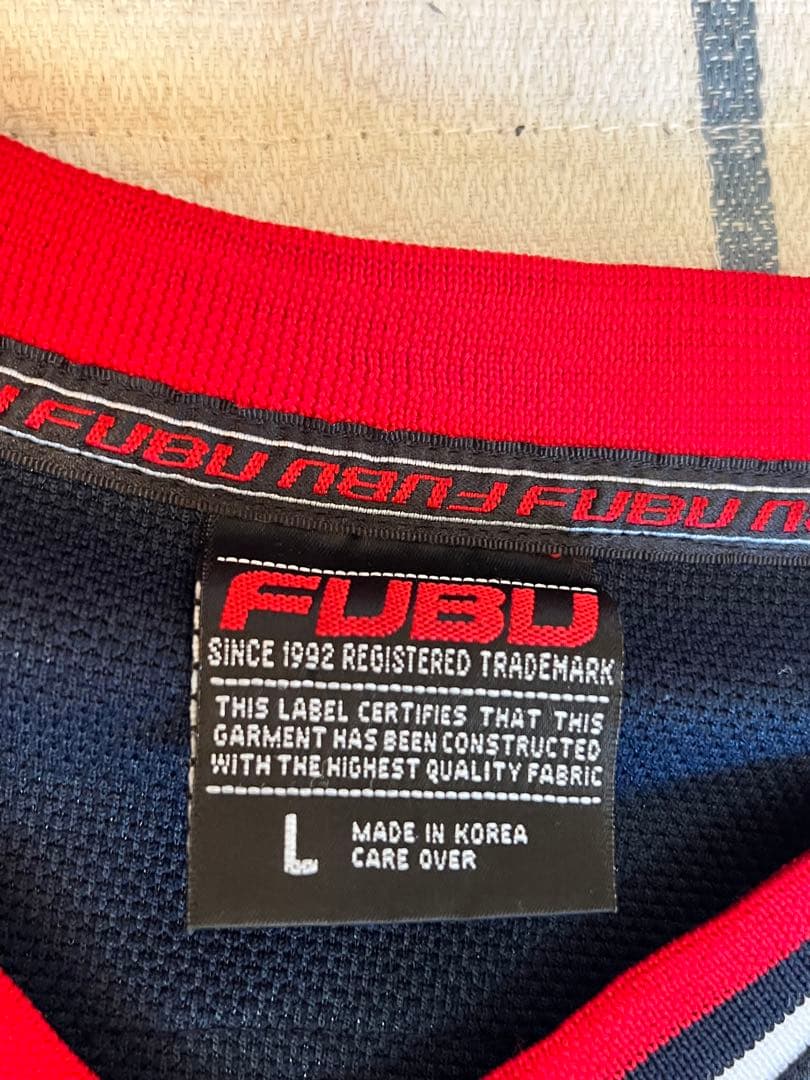 FUBU FUBU FUBU FUBU
FUBU
SINCE 1992 REGISTERED TRADEMARK
THIS LABEL CERTIFIES THAT THIS
GARMENT HAS BEEN CONSTRUCTED
WITH THE HIGHEST QUALITY FABRIC
L
MADE IN KOREA
CARE OVER